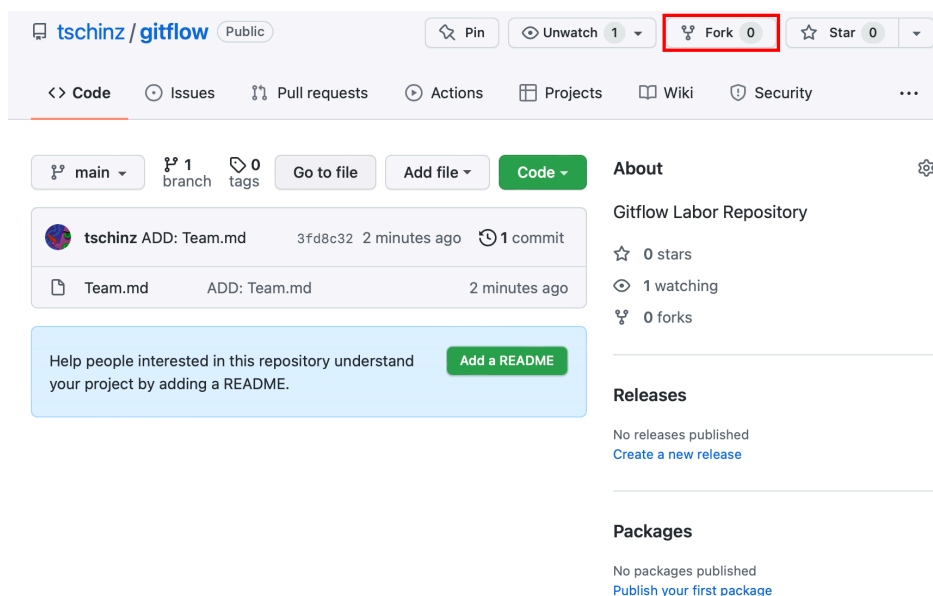 tschinz / gitflow Public Pin Unwatch 1 Fork 0 Star 0
Code Issues Pull requests Actions Projects Wiki Security ...
main 1 branch 0 tags Go to file Add file Code
tschinz ADD: Team.md 3fd8c32 2 minutes ago 1 commit
Team.md ADD: Team.md 2 minutes ago
Help people interested in this repository understand
your project by adding a README.
Add a README
About
Gitflow Labor Repository
0 stars
1 watching
0 forks
Releases
No releases published
Create a new release
Packages
No packages published
Publish your first package